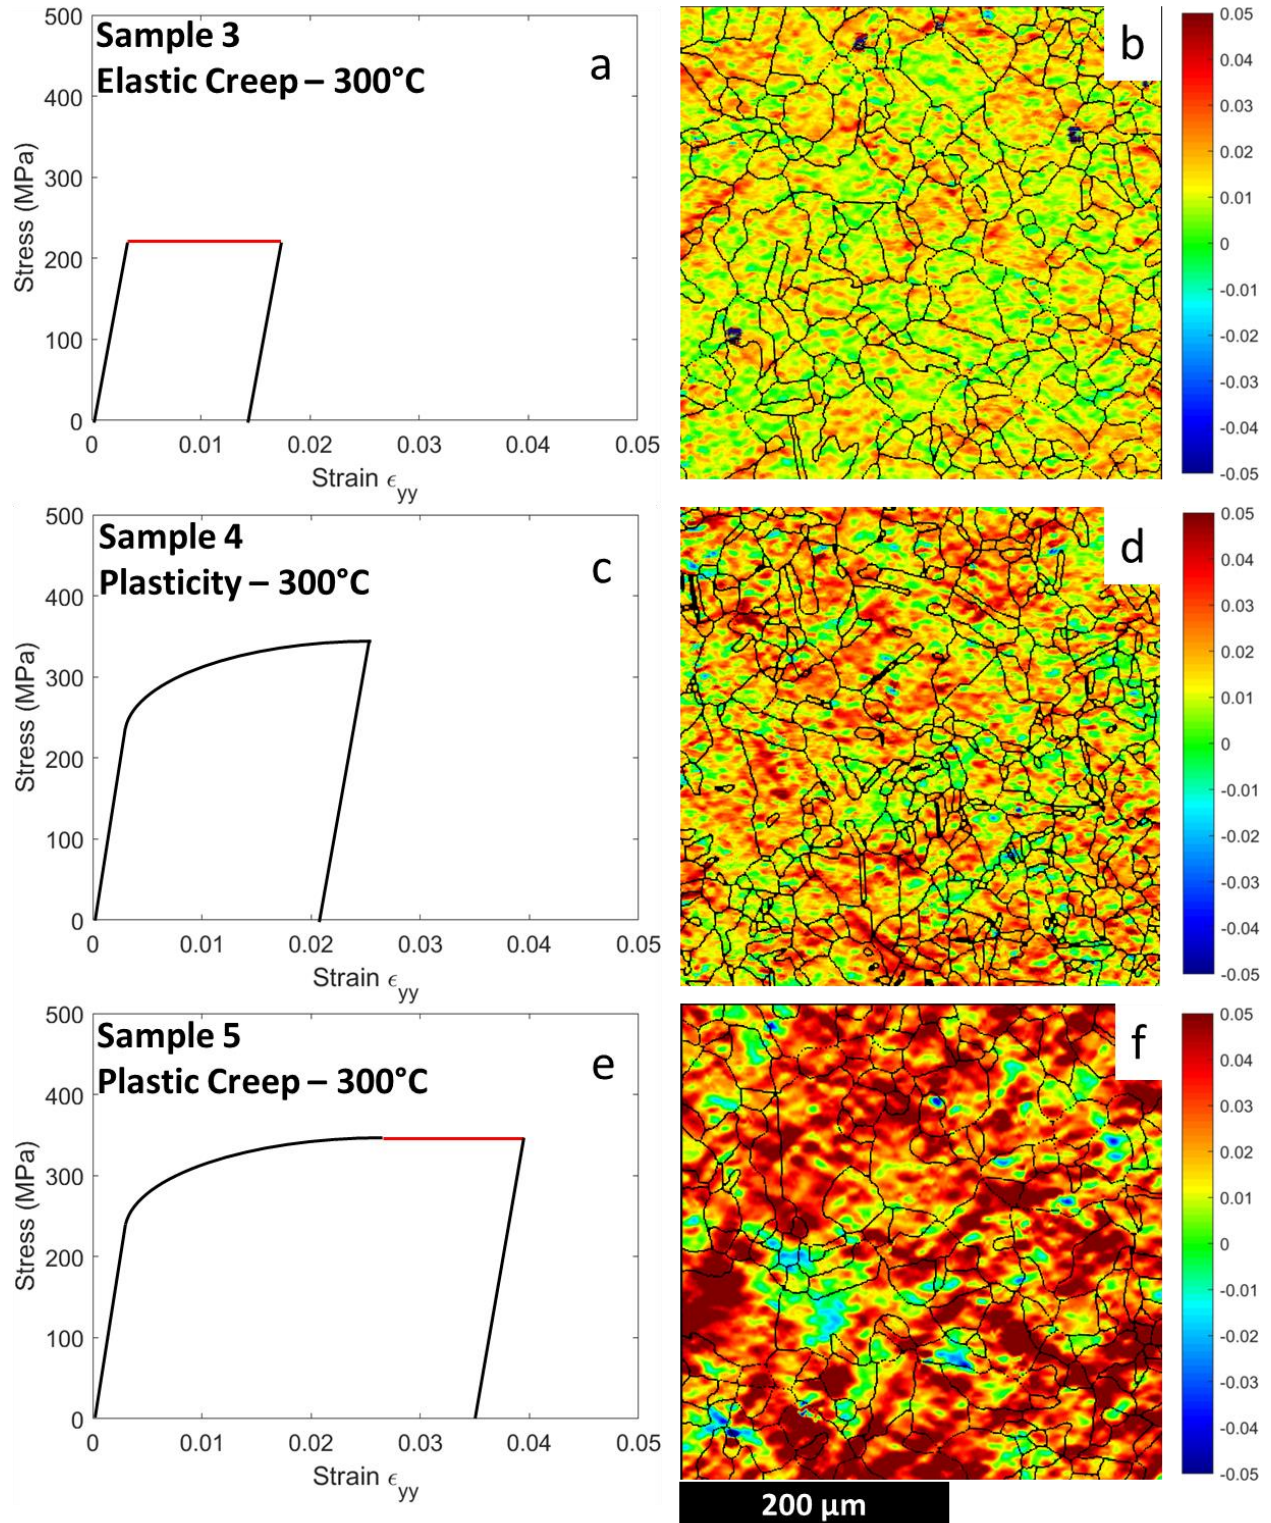 Sample 3
Elastic Creep – 300°C
a
500
400
300
200
100
0
Stress (MPa)
0 0.01 0.02 0.03 0.04 0.05
Strain ϵyy
b
0.05
0.04
0.03
0.02
0.01
0
-0.01
-0.02
-0.03
-0.04
-0.05
Sample 4
Plasticity – 300°C
c
500
400
300
200
100
0
Stress (MPa)
0 0.01 0.02 0.03 0.04 0.05
Strain ϵyy
d
0.05
0.04
0.03
0.02
0.01
0
-0.01
-0.02
-0.03
-0.04
-0.05
Sample 5
Plastic Creep – 300°C
e
500
400
300
200
100
0
Stress (MPa)
0 0.01 0.02 0.03 0.04 0.05
Strain ϵyy
f
0.05
0.04
0.03
0.02
0.01
0
-0.01
-0.02
-0.03
-0.04
-0.05
200 µm